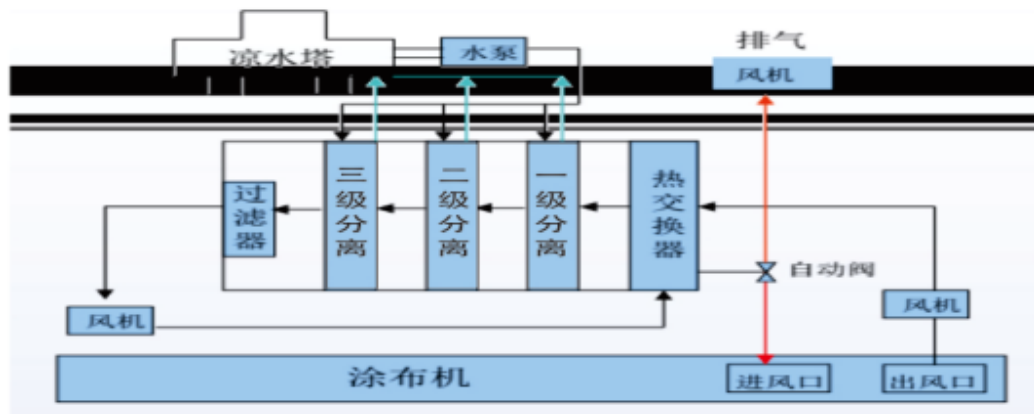 排气
凉水塔
水泵
风机
过滤器
三级分离
二级分离
一级分离
热交换器
自动阀
风机
风机
涂布机
进风口
出风口